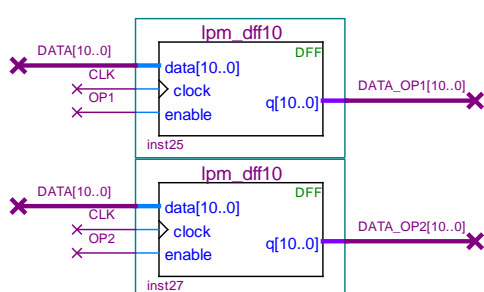 lpm_dff10
DFF
DATA[10..0]
data[10..0]
CLK
clock
OP1
enable
q[10..0]
DATA_OP1[10..0]
inst25
lpm_dff10
DFF
DATA[10..0]
data[10..0]
CLK
clock
OP2
enable
q[10..0]
DATA_OP2[10..0]
inst27